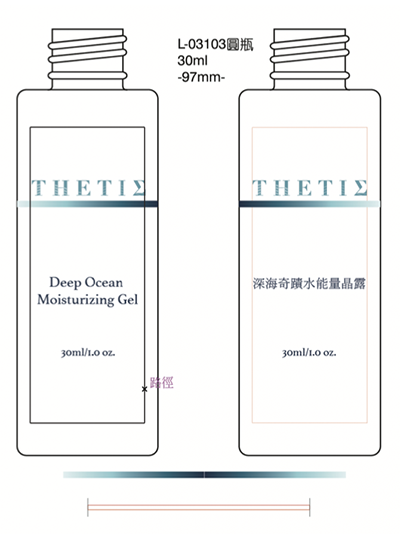 L-03103圓瓶
30ml
-97mm-
THETIΣ
Deep Ocean
Moisturizing Gel
30ml/1.0 oz.
路徑
THETIΣ
深海奇蹟水能量晶露
30ml/1.0 oz.